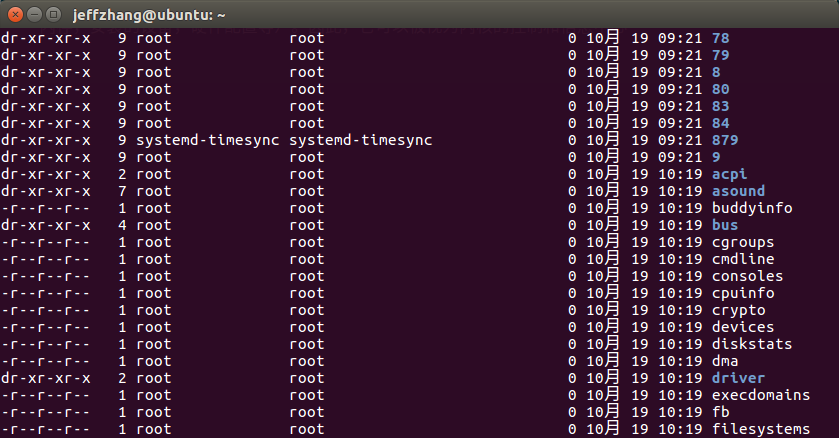 jeffzhang@ubuntu: ~
dr-xr-xr-x 9 root root 0 10月 19 09:21 78
dr-xr-xr-x 9 root root 0 10月 19 09:21 79
dr-xr-xr-x 9 root root 0 10月 19 09:21 8
dr-xr-xr-x 9 root root 0 10月 19 09:21 80
dr-xr-xr-x 9 root root 0 10月 19 09:21 83
dr-xr-xr-x 9 root root 0 10月 19 09:21 84
dr-xr-xr-x 9 systemd-timesync systemd-timesync 0 10月 19 09:21 879
dr-xr-xr-x 9 root root 0 10月 19 09:21 9
dr-xr-xr-x 2 root root 0 10月 19 10:19 acpi
dr-xr-xr-x 7 root root 0 10月 19 10:19 asound
-r--r--r-- 1 root root 0 10月 19 10:19 buddyinfo
dr-xr-xr-x 4 root root 0 10月 19 10:19 bus
-r--r--r-- 1 root root 0 10月 19 10:19 cgroups
-r--r--r-- 1 root root 0 10月 19 10:19 cmdline
-r--r--r-- 1 root root 0 10月 19 10:19 consoles
-r--r--r-- 1 root root 0 10月 19 10:19 cpuinfo
-r--r--r-- 1 root root 0 10月 19 10:19 crypto
-r--r--r-- 1 root root 0 10月 19 10:19 devices
-r--r--r-- 1 root root 0 10月 19 10:19 diskstats
-r--r--r-- 1 root root 0 10月 19 10:19 dma
dr-xr-xr-x 2 root root 0 10月 19 10:19 driver
-r--r--r-- 1 root root 0 10月 19 10:19 execdomains
-r--r--r-- 1 root root 0 10月 19 10:19 fb
-r--r--r-- 1 root root 0 10月 19 10:19 filesystems